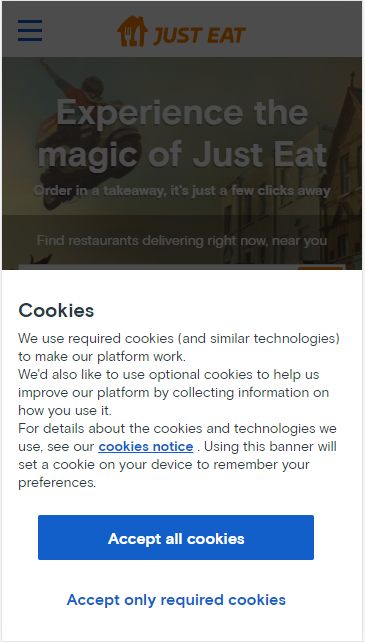 JUST EAT
Experience the
magic of Just Eat
Order in a takeaway, it's just a few clicks away
Find restaurants delivering right now, near you
Cookies
We use required cookies (and similar technologies)
to make our platform work.
We'd also like to use optional cookies to help us
improve our platform by collecting information on
how you use it.
For details about the cookies and technologies we
use, see our cookies notice . Using this banner will
set a cookie on your device to remember your
preferences.
Accept all cookies
Accept only required cookies